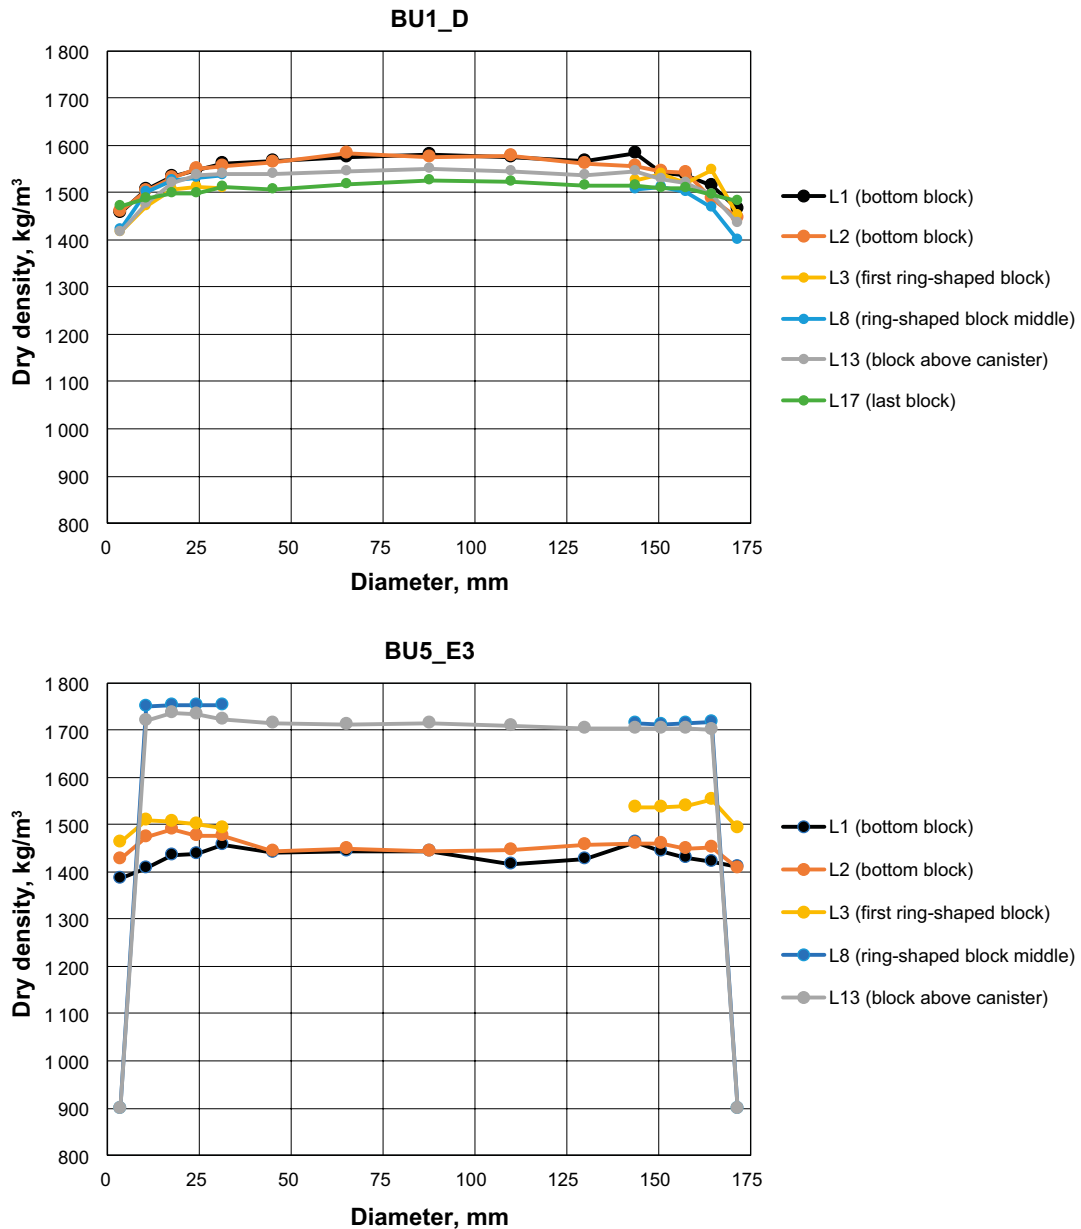 BU1_D
1 800
1 700
1 600
1 500
1 400
1 300
1 200
1 100
1 000
900
800
Dry density, kg/m³
0 25 50 75 100 125 150 175
Diameter, mm
L1 (bottom block)
L2 (bottom block)
L3 (first ring-shaped block)
L8 (ring-shaped block middle)
L13 (block above canister)
L17 (last block)
BU5_E3
1 800
1 700
1 600
1 500
1 400
1 300
1 200
1 100
1 000
900
800
Dry density, kg/m³
0 25 50 75 100 125 150 175
Diameter, mm
L1 (bottom block)
L2 (bottom block)
L3 (first ring-shaped block)
L8 (ring-shaped block middle)
L13 (block above canister)